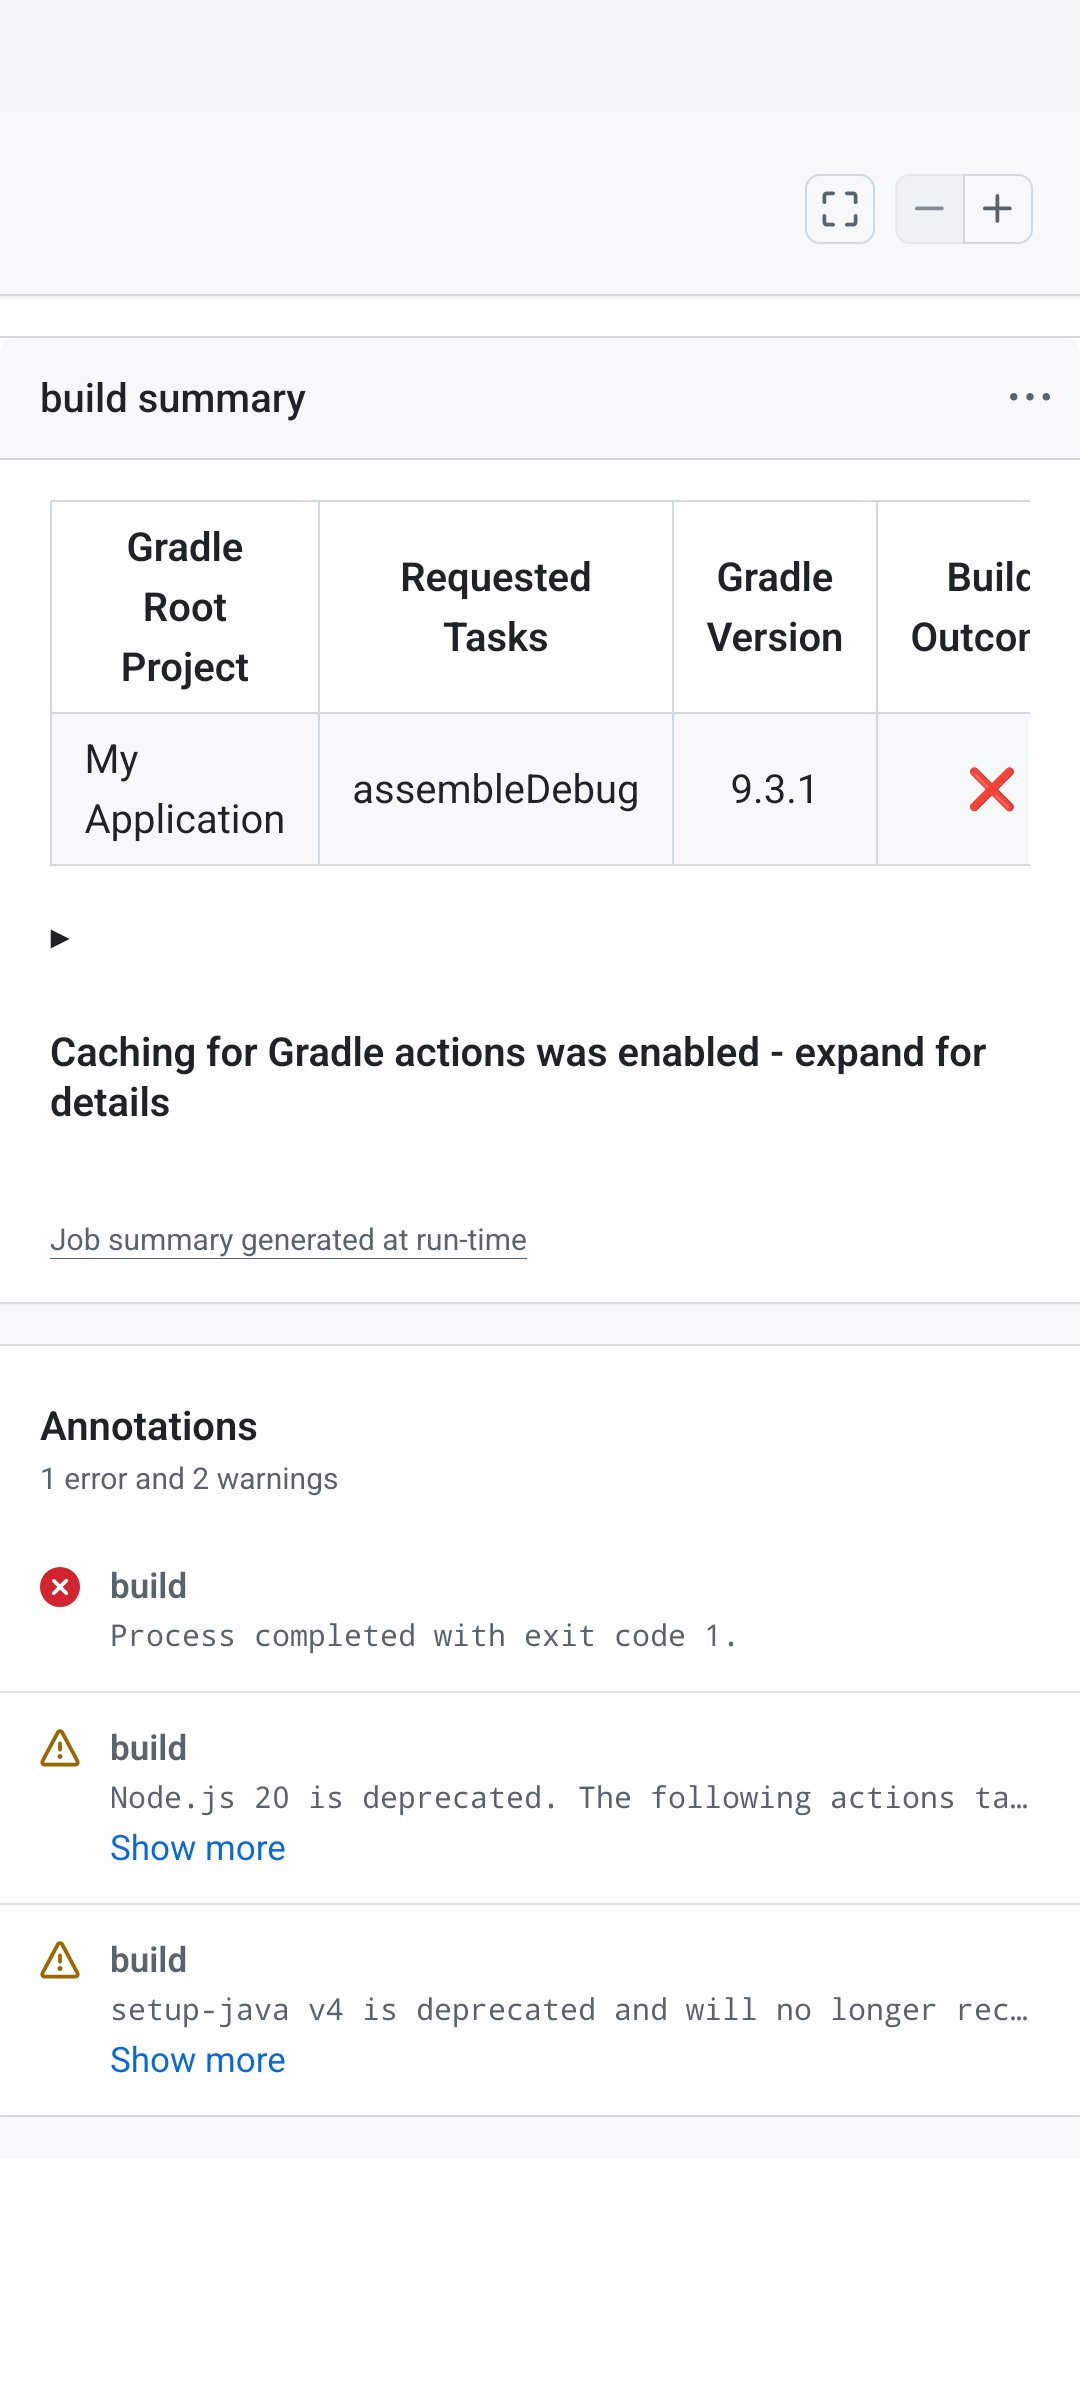 build summary
Gradle
Root
Project
Requested
Tasks
Gradle
Version
Build
Outcom
My
Application
assembleDebug
9.3.1
Caching for Gradle actions was enabled - expand for
details
Job summary generated at run-time
Annotations
1 error and 2 warnings
build
Process completed with exit code 1.
build
Node.js 20 is deprecated. The following actions ta…
Show more
build
setup-java v4 is deprecated and will no longer rec…
Show more